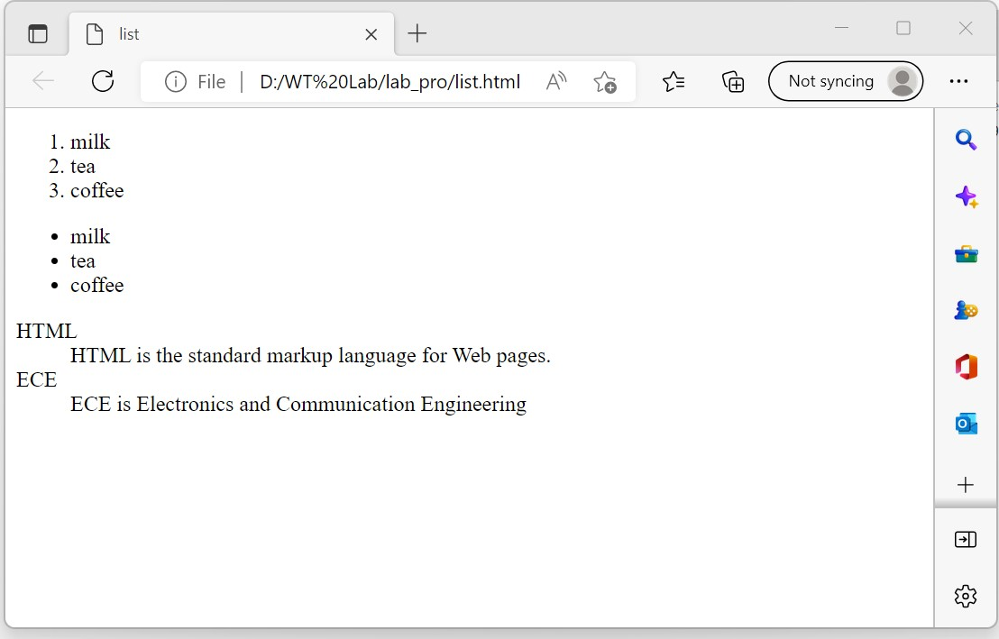 list
File
D:/WT%20Lab/lab_pro/list.html
Not syncing
1. milk
2. tea
3. coffee
• milk
• tea
• coffee
HTML
HTML is the standard markup language for Web pages.
ECE
ECE is Electronics and Communication Engineering